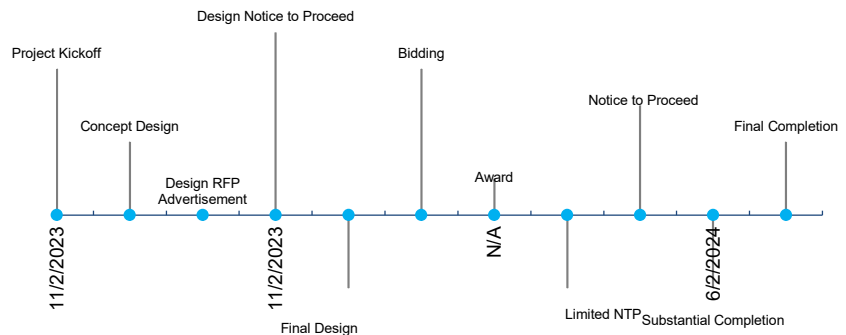 Design Notice to Proceed
Project Kickoff
Bidding
Notice to Proceed
Concept Design
Final Completion
Design RFP
Advertisement
Award
11/2/2023
11/2/2023
N/A
6/2/2024
Limited NTP
Substantial Completion
Final Design